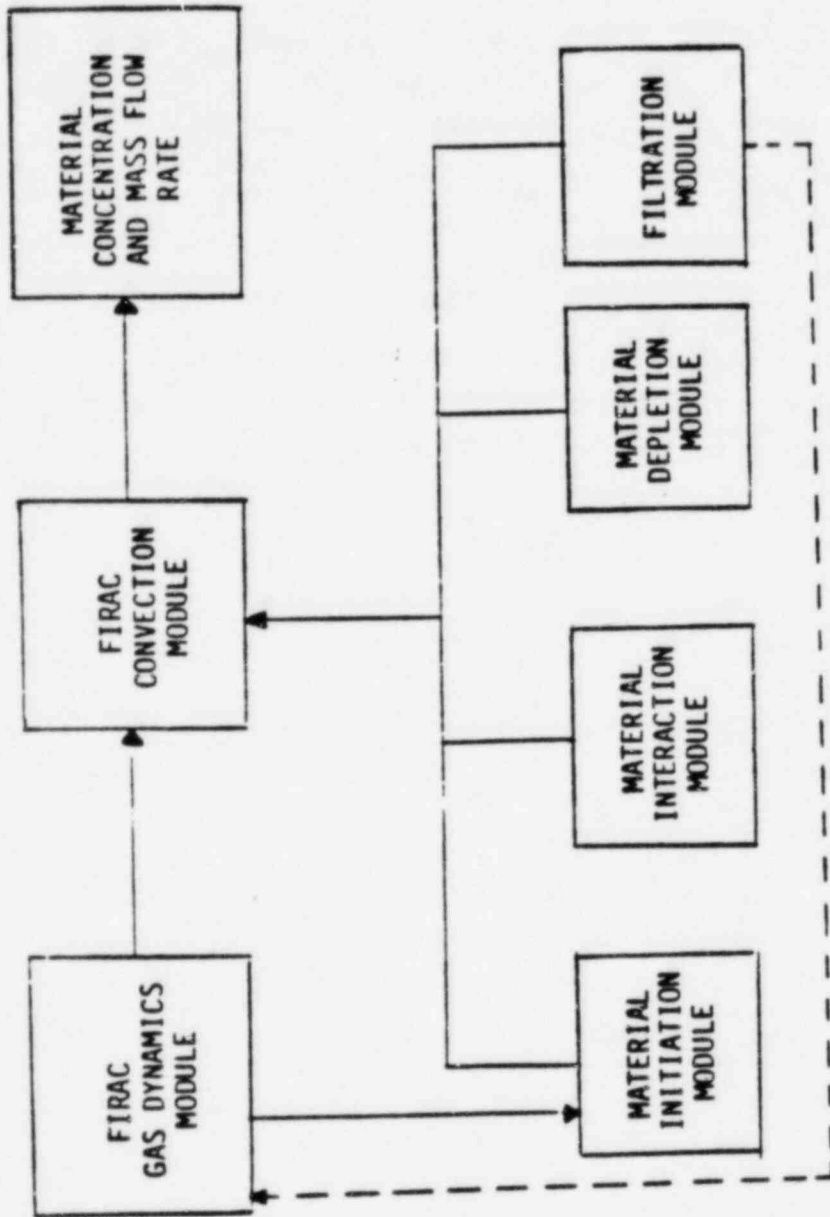 FIRAC
GAS DYNAMICS
MODULE
FIRAC
CONVECTION
MODULE
MATERIAL
CONCENTRATION
AND MASS FLOW
RATE
MATERIAL
INITIATION
MODULE
MATERIAL
INTERACTION
MODULE
MATERIAL
DEPLETION
MODULE
FILTRATION
MODULE